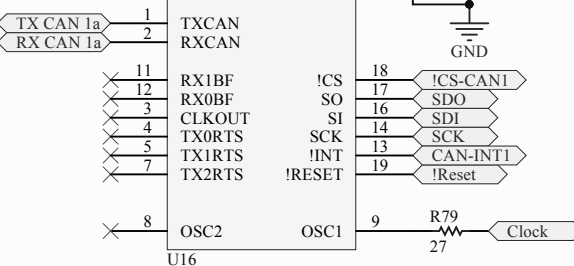 TX CAN 1a 1 TXCAN
RX CAN 1a 2 RXCAN
GND
11 RX1BF !CS 18 !CS-CAN1
12 RX0BF SO 17 SDO
3 CLKOUT SI 16 SDI
4 TX0RTS SCK 14 SCK
5 TX1RTS !INT 13 CAN-INT1
7 TX2RTS !RESET 19 !Reset
R79
8 OSC2 OSC1 9 Clock
27
U16